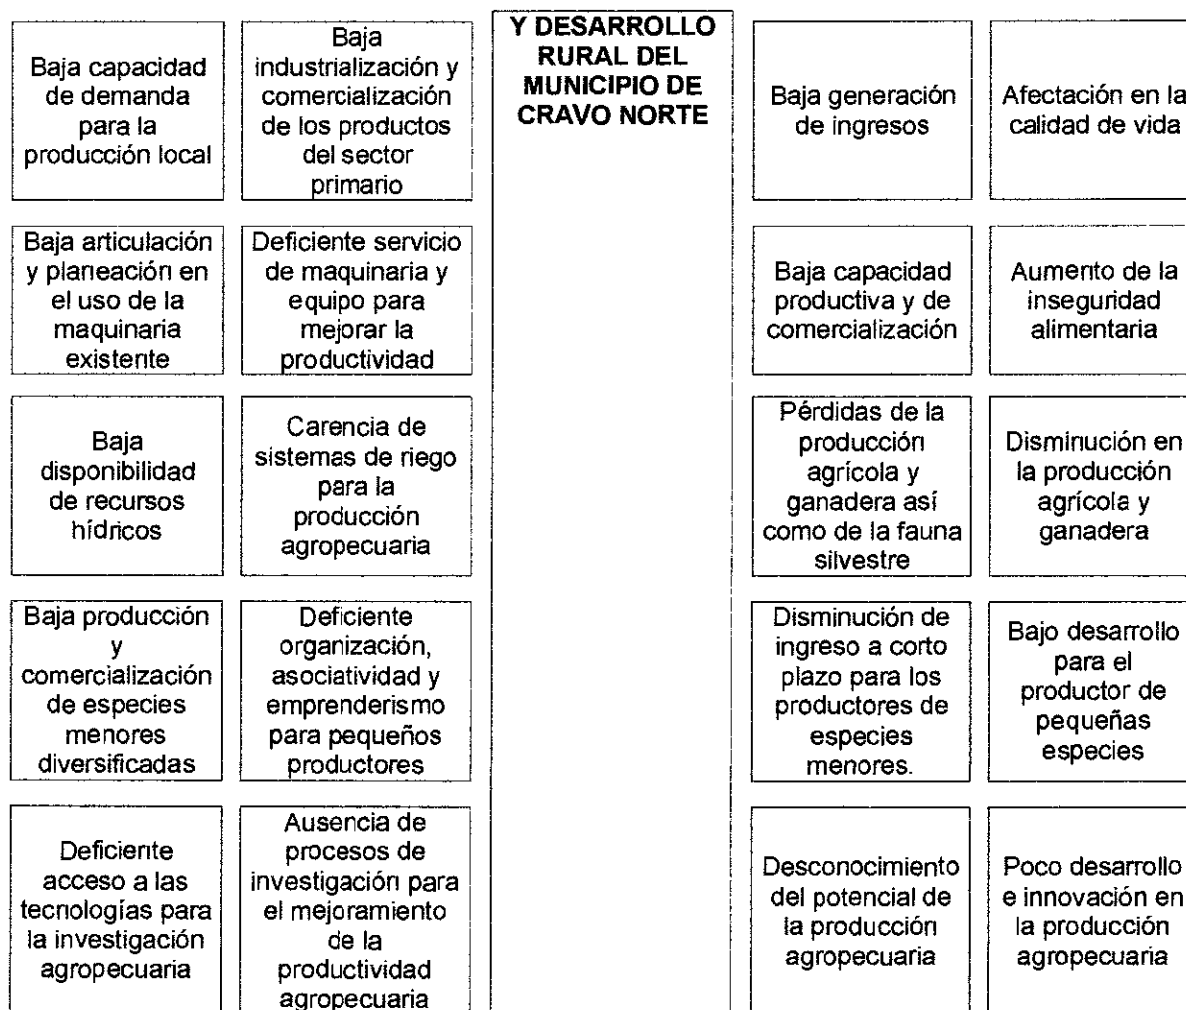 Baja capacidad
de demanda
para la
producción local
Baja
industrialización y
comercialización
de los productos
del sector
primario
Y DESARROLLO
RURAL DEL
MUNICIPIO DE
CRAVO NORTE
Baja generación
de ingresos
Afectación en la
calidad de vida
Baja articulación
y planeación en
el uso de la
maquinaria
existente
Deficiente servicio
de maquinaria y
equipo para
mejorar la
productividad
Baja capacidad
productiva y de
comercialización
Aumento de la
inseguridad
alimentaria
Baja
disponibilidad
de recursos
hídricos
Carencia de
sistemas de riego
para la
producción
agropecuaria
Pérdidas de la
producción
agrícola y
ganadera así
como de la fauna
silvestre
Disminución en
la producción
agrícola y
ganadera
Baja producción
y
comercialización
de especies
menores
diversificadas
Deficiente
organización,
asociatividad y
emprenderismo
para pequeños
productores
Disminución de
ingreso a corto
plazo para los
productores de
especies
menores.
Bajo desarrollo
para el
productor de
pequeñas
especies
Deficiente
acceso a las
tecnologías para
la investigación
agropecuaria
Ausencia de
procesos de
investigación para
el mejoramiento
de la
productividad
agropecuaria
Desconocimiento
del potencial de
la producción
agropecuaria
Poco desarrollo
e innovación en
la producción
agropecuaria